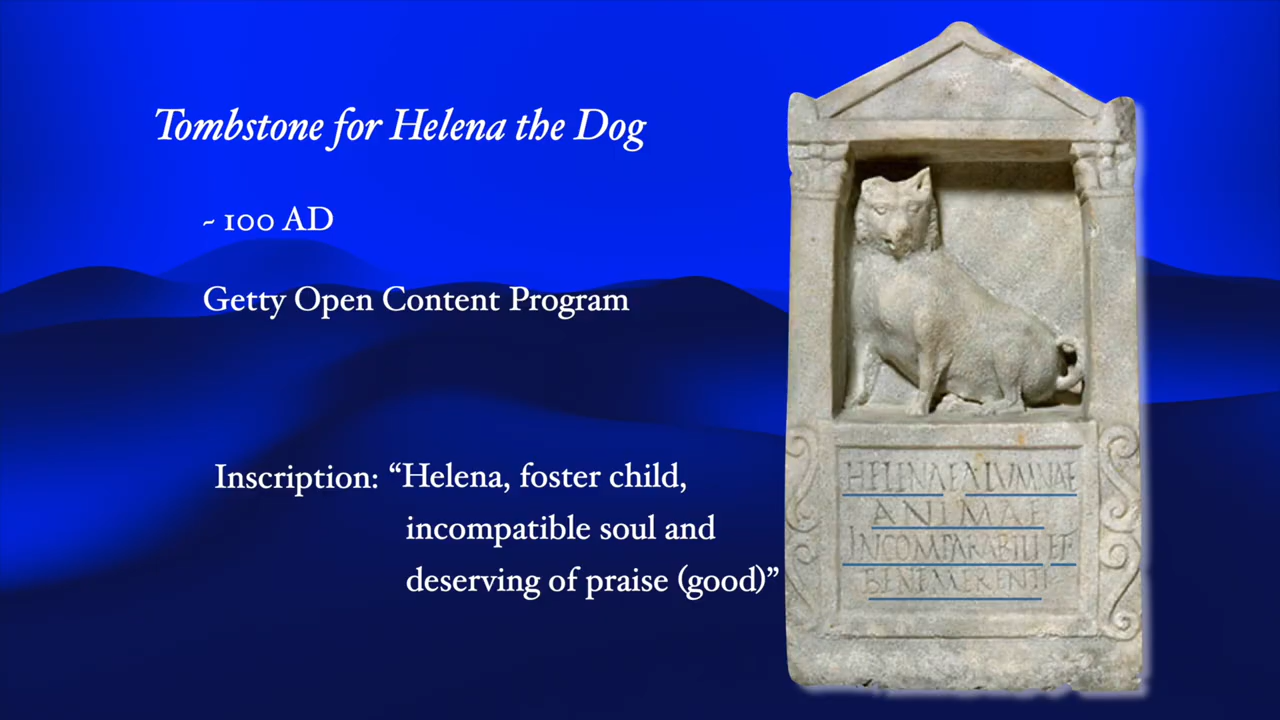 Tombstone for Helena the Dog
~ 100 AD
Getty Open Content Program
Inscription: “Helena, foster child,
incompatible soul and
deserving of praise (good)”
HELENAE ALVMNAE
ANIMAE
INCOMPARABILI ET
BENEMERENTI